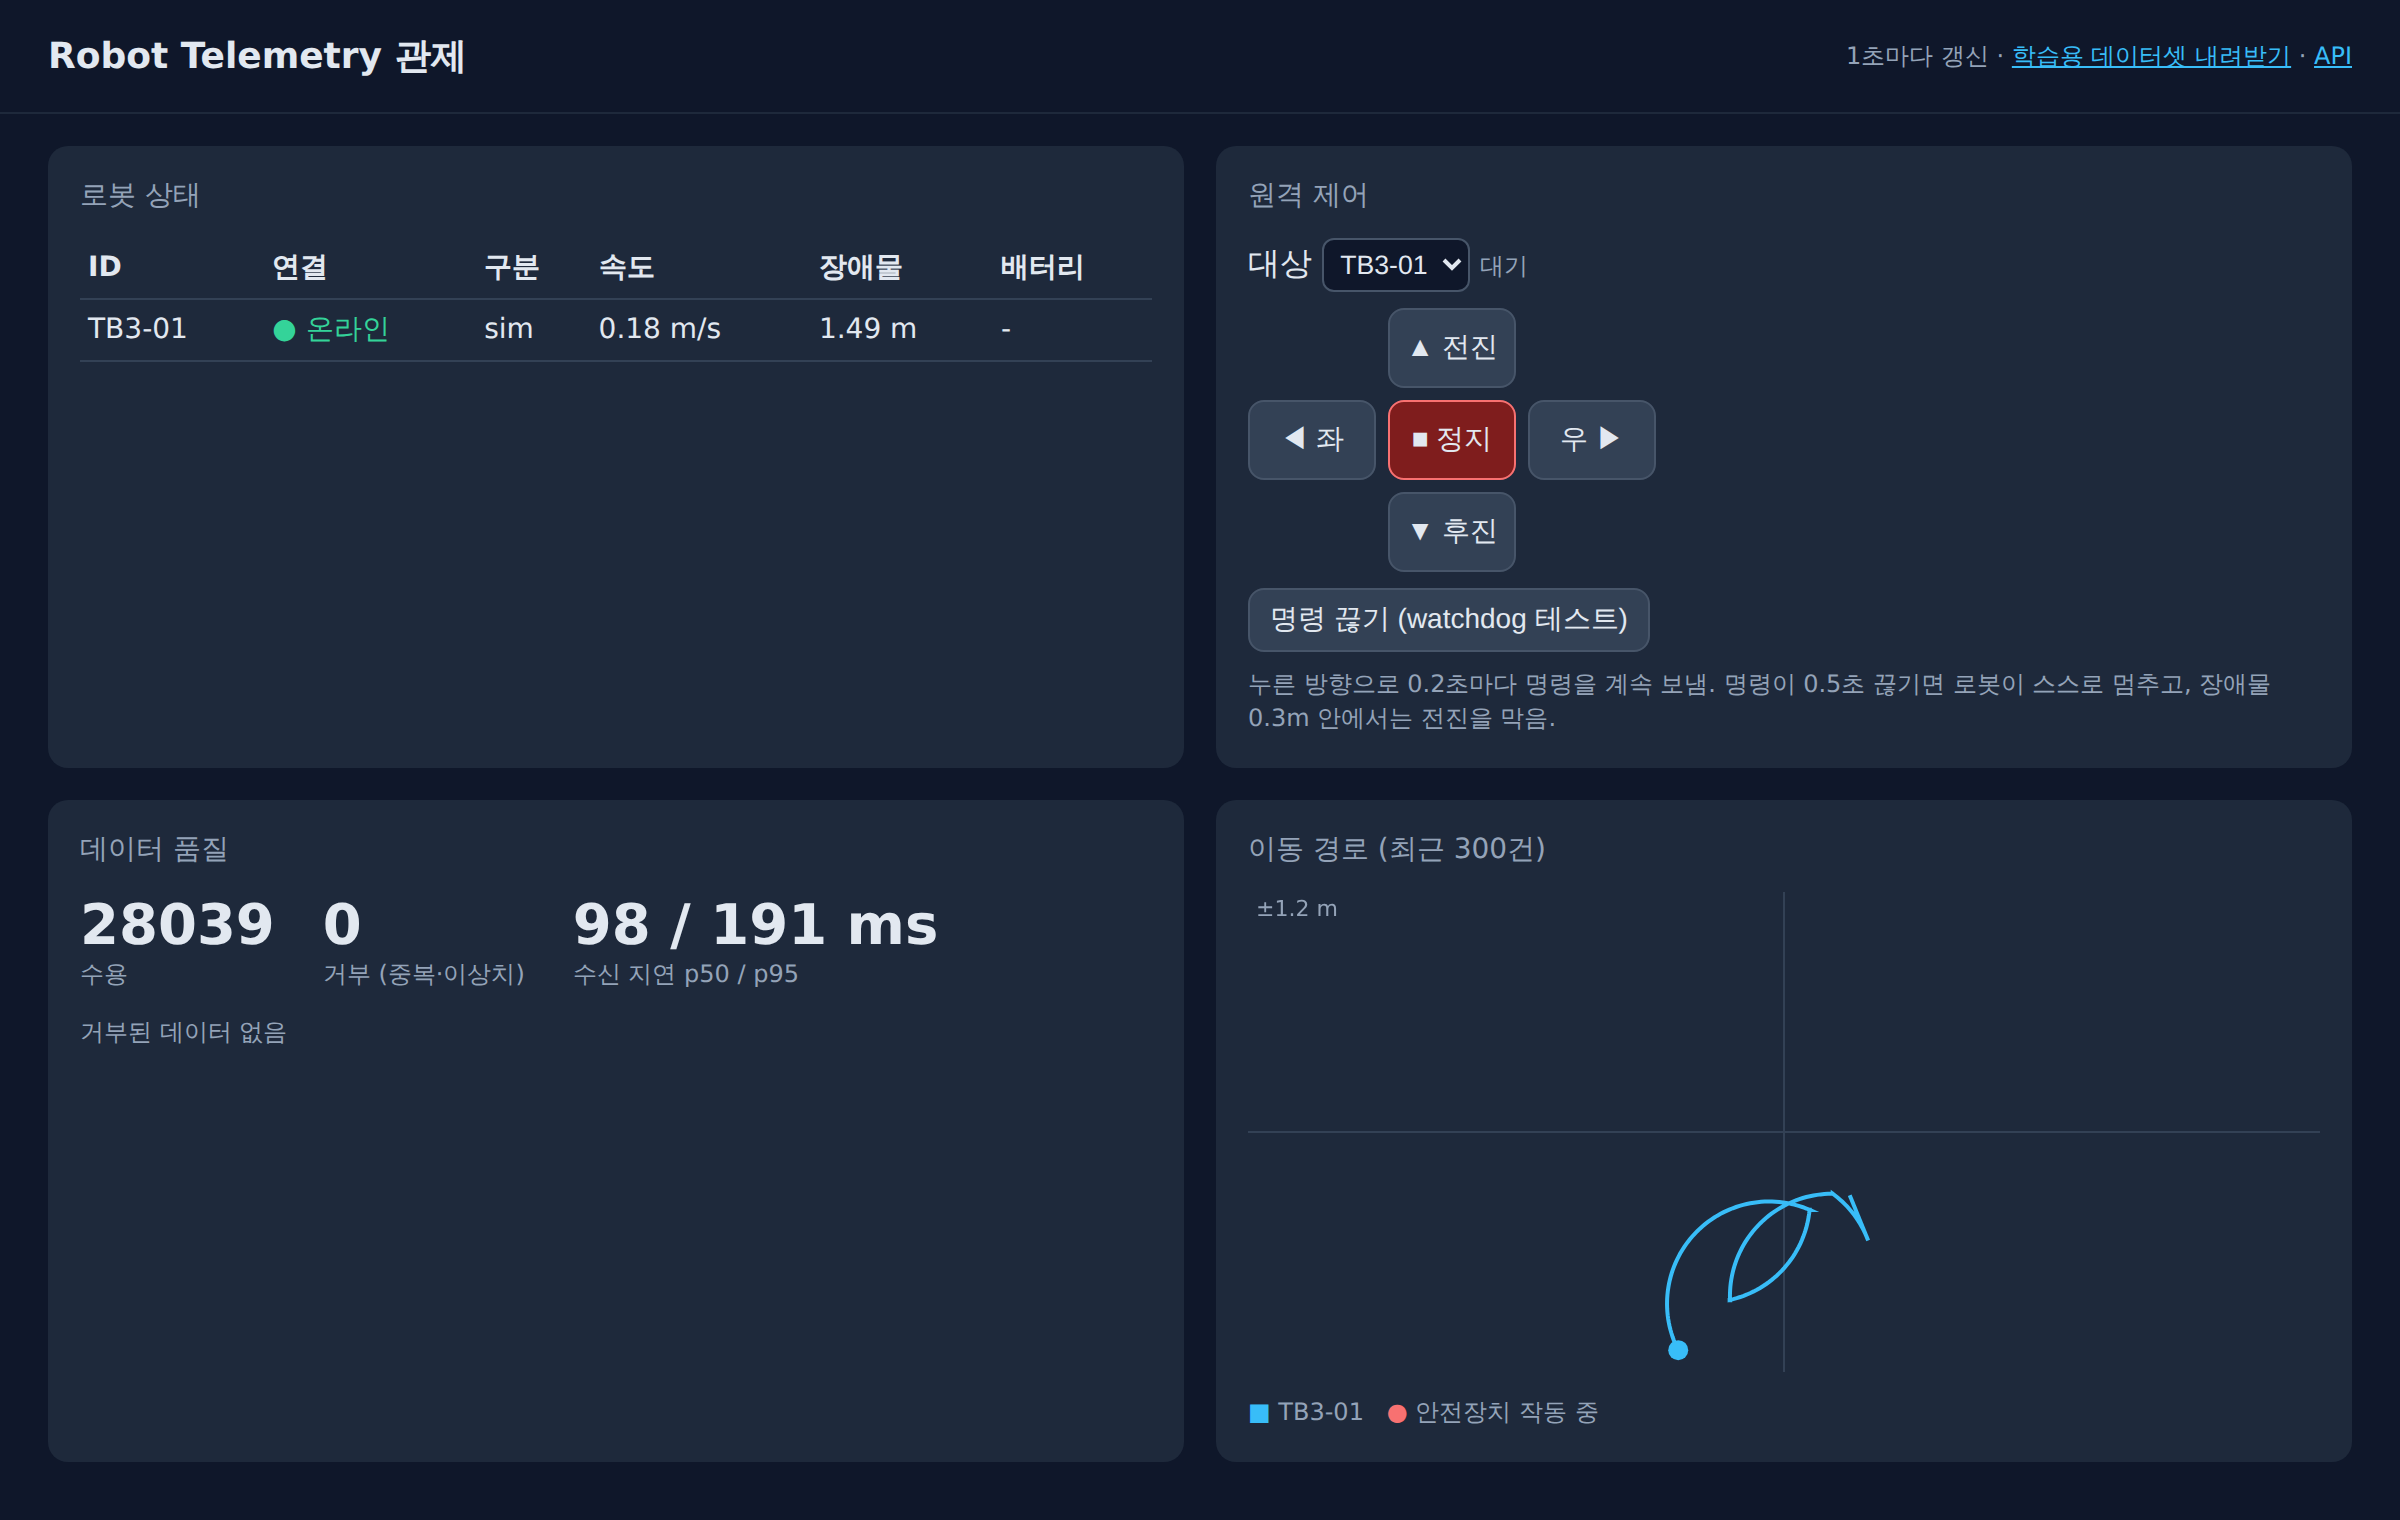 Robot Telemetry 관제
1초마다 갱신 · 학습용 데이터셋 내려받기 · API
로봇 상태
ID 연결 구분 속도 장애물 배터리
TB3-01 ● 온라인 sim 0.18 m/s 1.49 m -
원격 제어
대상 TB3-01 대기
▲ 전진
◀ 좌 ■ 정지 우 ▶
▼ 후진
명령 끊기 (watchdog 테스트)
누른 방향으로 0.2초마다 명령을 계속 보냄. 명령이 0.5초 끊기면 로봇이 스스로 멈추고, 장애물
0.3m 안에서는 전진을 막음.
데이터 품질
28039 0 98 / 191 ms
수용 거부 (중복·이상치) 수신 지연 p50 / p95
거부된 데이터 없음
이동 경로 (최근 300건)
±1.2 m
■ TB3-01 ● 안전장치 작동 중